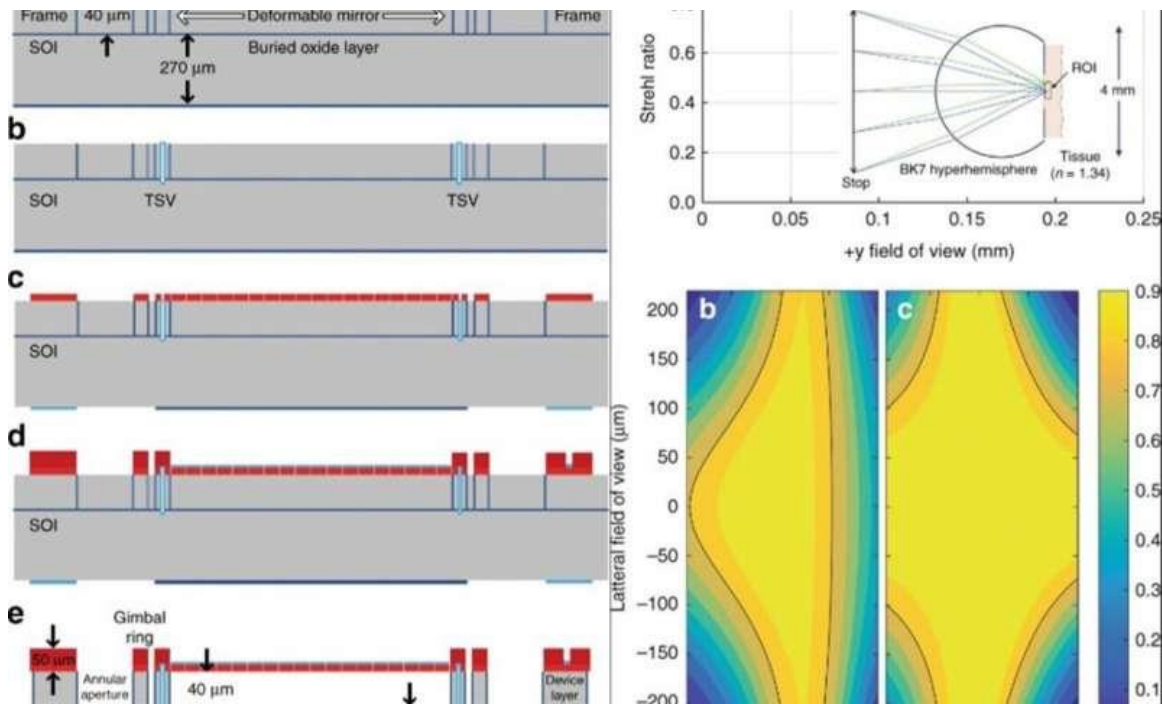 Frame
40 µm
Deformable mirror
Frame
SOI
Buried oxide layer
270 µm
b
SOI
TSV
TSV
c
SOI
d
SOI
e
Gimbal
ring
50 µm
Annular
aperture
40 µm
Device
layer
Strehl ratio
0.6
0.4
0.2
0.0
0
0.05
0.1
0.15
0.2
0.25
+y field of view (mm)
ROI
4 mm
BK7 hyperhemisphere
Tissue
(n = 1.34)
Stop
b
c
Latteral field of view (µm)
200
150
100
50
0
−50
−100
−150
−200
0.9
0.8
0.7
0.6
0.5
0.4
0.3
0.2
0.1